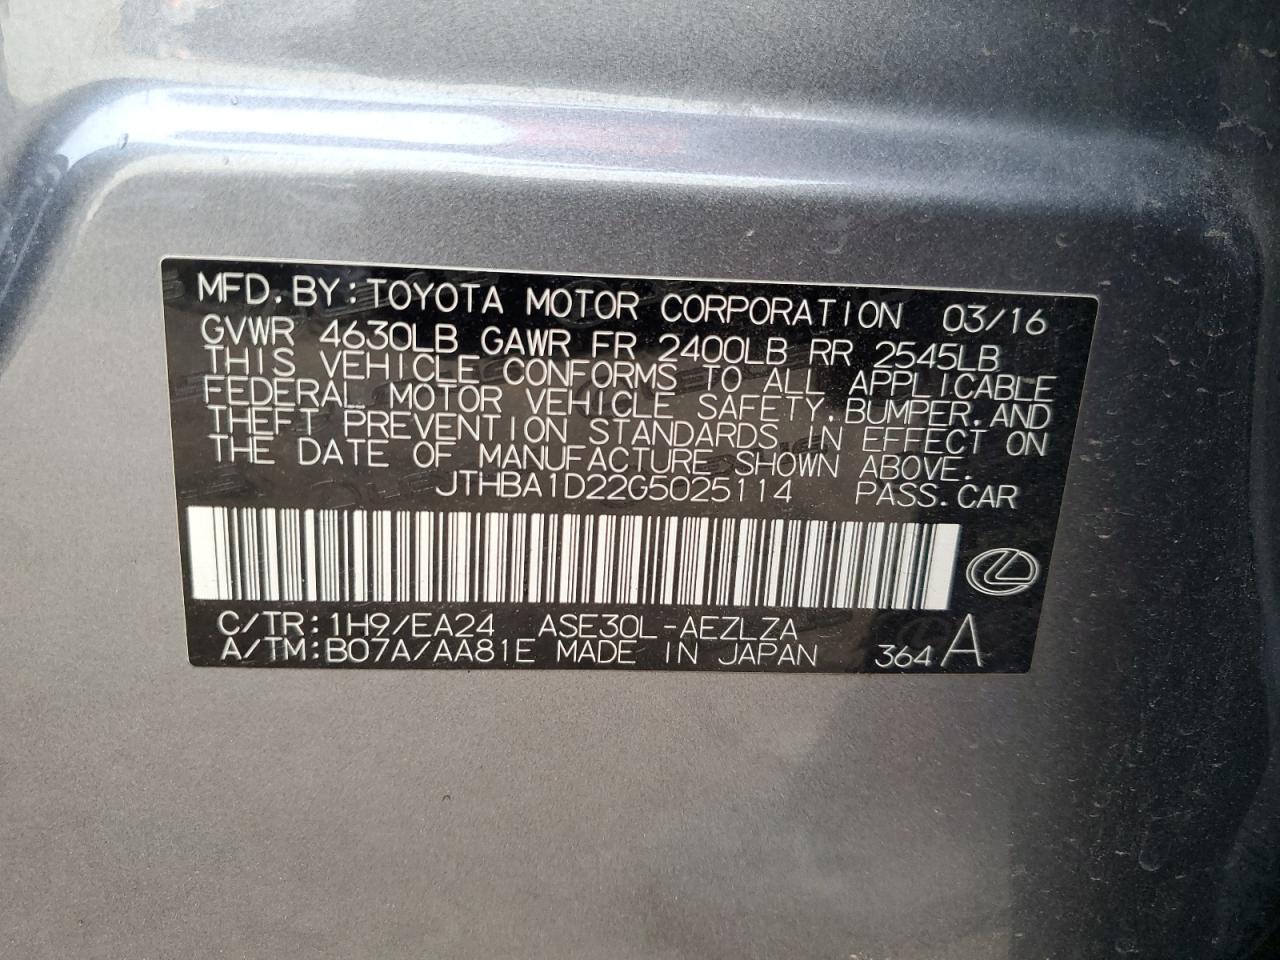 MFD.BY:TOYOTA MOTOR CORPORATION 03/16
GVWR 4630LB GAWR FR 2400LB RR 2545LB
THIS VEHICLE CONFORMS TO ALL APPLICABLE
FEDERAL MOTOR VEHICLE SAFETY,BUMPER,AND
THEFT PREVENTION STANDARDS IN EFFECT ON
THE DATE OF MANUFACTURE SHOWN ABOVE.
JTHBA1D22G5025114 PASS.CAR
C/TR:1H9/EA24 ASE30L-AEZLZA
A/TM:B07A/AA81E MADE IN JAPAN 364A